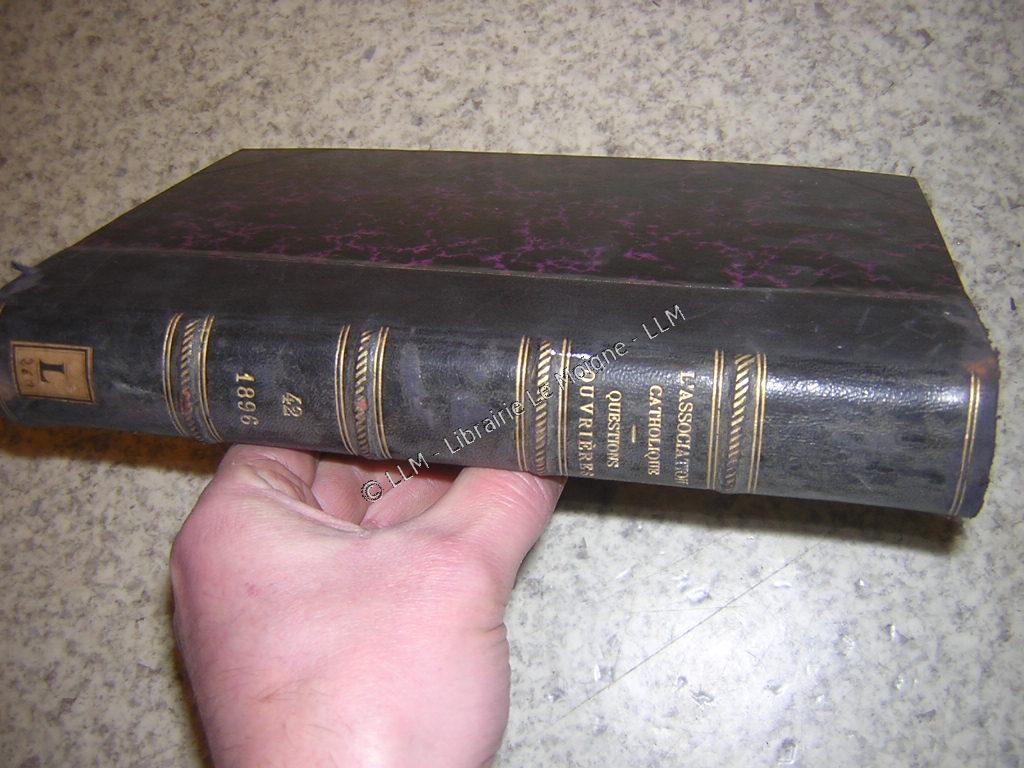 L'ASSOCIATION
CATHOLIQUE
—
QUESTIONS
OUVRIÈRES
42
1896
L
© LLM - Librairie Le Moigne - LLM